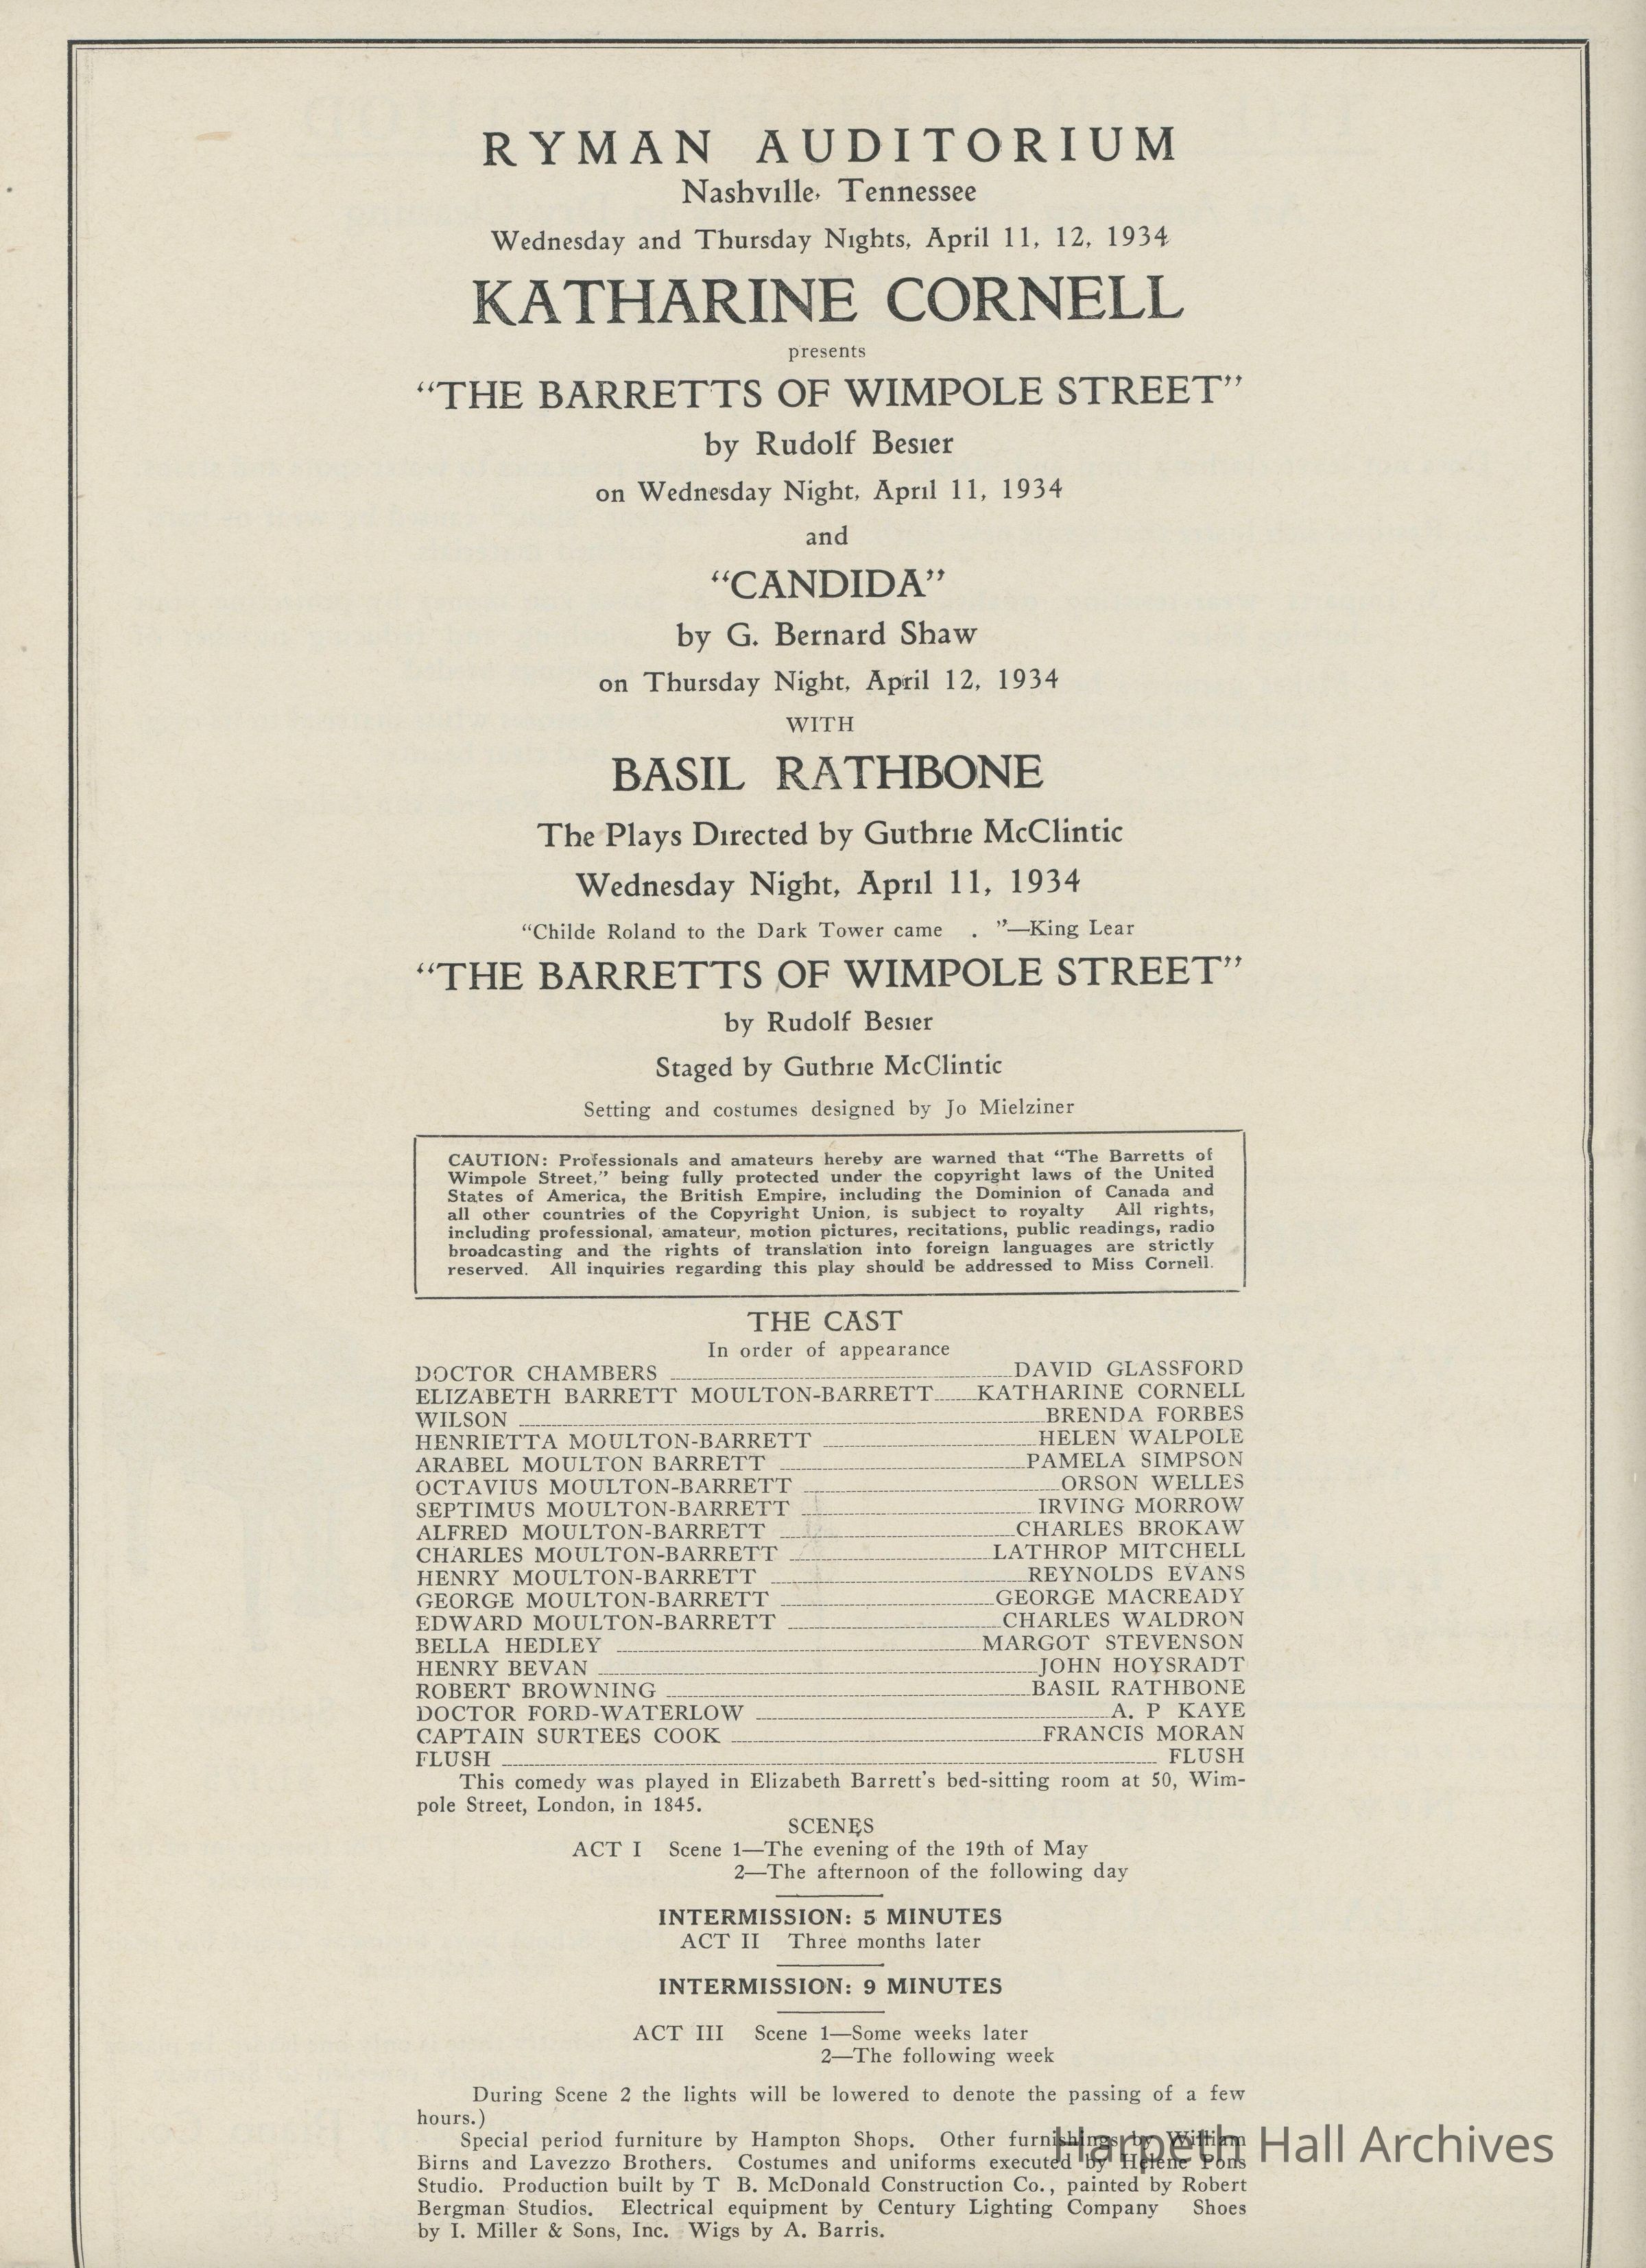 RYMAN AUDITORIUM
Nashville, Tennessee
Wednesday and Thursday Nights, April 11, 12, 1934
KATHARINE CORNELL
presents
“THE BARRETTS OF WIMPOLE STREET”
by Rudolf Besier
on Wednesday Night, April 11, 1934
and
“CANDIDA”
by G. Bernard Shaw
on Thursday Night, April 12, 1934
WITH
BASIL RATHBONE
The Plays Directed by Guthrie McClintic
Wednesday Night, April 11, 1934
“Childe Roland to the Dark Tower came . ”—King Lear
“THE BARRETTS OF WIMPOLE STREET”
by Rudolf Besier
Staged by Guthrie McClintic
Setting and costumes designed by Jo Mielziner
CAUTION: Professionals and amateurs hereby are warned that “The Barretts of
Wimpole Street,” being fully protected under the copyright laws of the United
States of America, the British Empire, including the Dominion of Canada and
all other countries of the Copyright Union, is subject to royalty All rights,
including professional, amateur, motion pictures, recitations, public readings, radio
broadcasting and the rights of translation into foreign languages are strictly
reserved. All inquiries regarding this play should be addressed to Miss Cornell.
THE CAST
In order of appearance
DOCTOR CHAMBERS DAVID GLASSFORD
ELIZABETH BARRETT MOULTON-BARRETT KATHARINE CORNELL
WILSON BRENDA FORBES
HENRIETTA MOULTON-BARRETT HELEN WALPOLE
ARABEL MOULTON BARRETT PAMELA SIMPSON
OCTAVIUS MOULTON-BARRETT ORSON WELLES
SEPTIMUS MOULTON-BARRETT IRVING MORROW
ALFRED MOULTON-BARRETT CHARLES BROKAW
CHARLES MOULTON-BARRETT LATHROP MITCHELL
HENRY MOULTON-BARRETT REYNOLDS EVANS
GEORGE MOULTON-BARRETT GEORGE MACREADY
EDWARD MOULTON-BARRETT CHARLES WALDRON
BELLA HEDLEY MARGOT STEVENSON
HENRY BEVAN JOHN HOYSRADT
ROBERT BROWNING BASIL RATHBONE
DOCTOR FORD-WATERLOW A. P KAYE
CAPTAIN SURTEES COOK FRANCIS MORAN
FLUSH FLUSH
This comedy was played in Elizabeth Barrett's bed-sitting room at 50, Wim-
pole Street, London, in 1845.
SCENES
ACT I Scene 1—The evening of the 19th of May
2—The afternoon of the following day
INTERMISSION: 5 MINUTES
ACT II Three months later
INTERMISSION: 9 MINUTES
ACT III Scene 1—Some weeks later
2—The following week
During Scene 2 the lights will be lowered to denote the passing of a few
hours.)
Special period furniture by Hampton Shops. Other furnishings by William
Birns and Lavezzo Brothers. Costumes and uniforms executed by Helene Pons
Studio. Production built by T B. McDonald Construction Co., painted by Robert
Bergman Studios. Electrical equipment by Century Lighting Company Shoes
by I. Miller & Sons, Inc. Wigs by A. Barris.
Harpeth Hall Archives